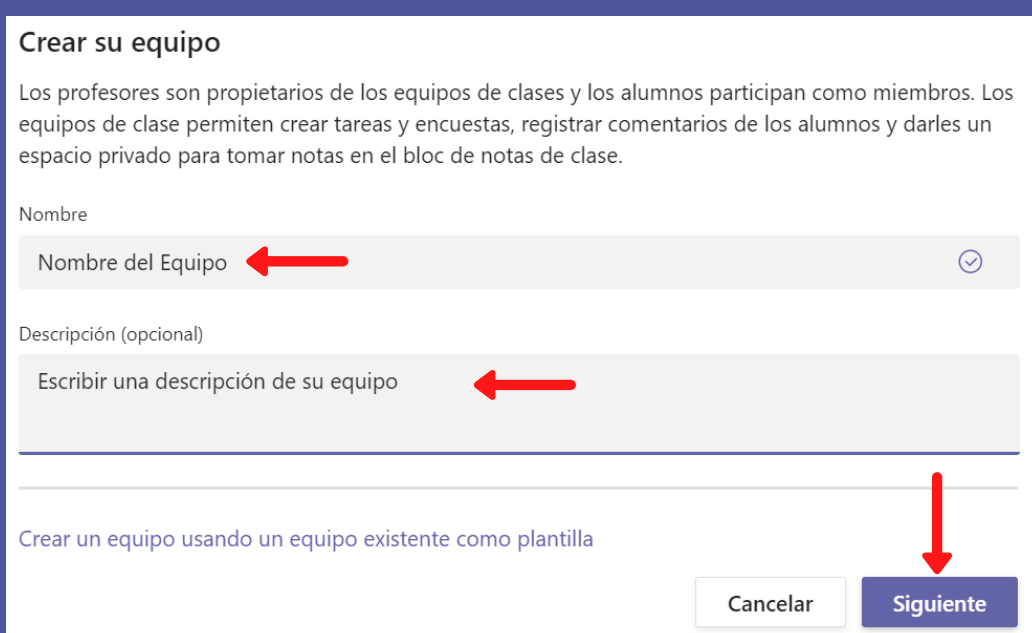 Crear su equipo
Los profesores son propietarios de los equipos de clases y los alumnos participan como miembros. Los
equipos de clase permiten crear tareas y encuestas, registrar comentarios de los alumnos y darles un
espacio privado para tomar notas en el bloc de notas de clase.
Nombre
Nombre del Equipo
Descripción (opcional)
Escribir una descripción de su equipo
Crear un equipo usando un equipo existente como plantilla
Cancelar
Siguiente